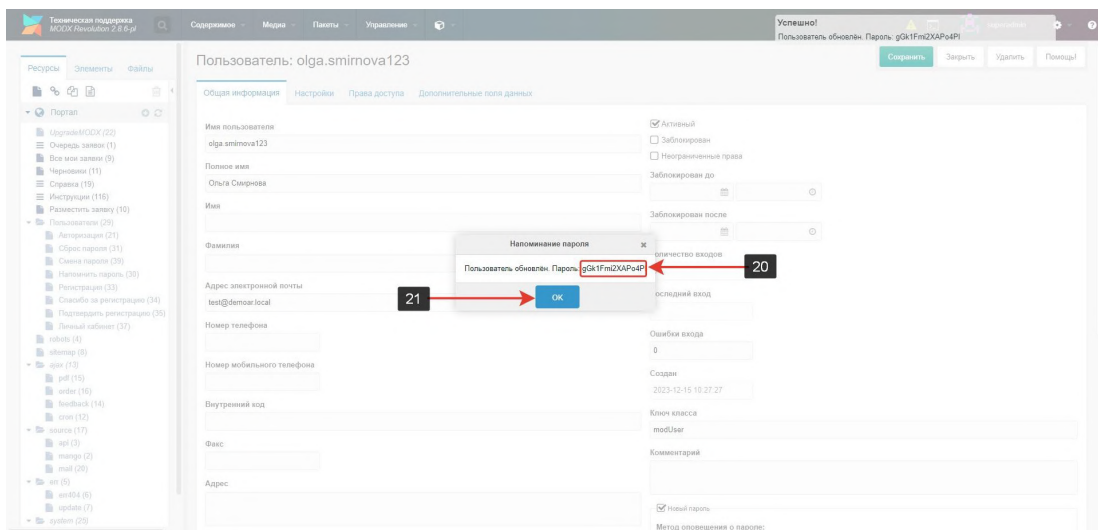 Техническая поддержка
MODX Revolution 2.8.6-pl
Содержимое Медиа Пакеты Управление
Успешно!
Пользователь обновлён. Пароль: gGk1Fmi2XAPo4Pl
Ресурсы Элементы Файлы
Пользователь: olga.smirnova123
Сохранить Закрыть Удалить Помощь!
Общая информация Настройки Права доступа Дополнительные поля данных
Портал
UpgradeMODX (22)
Очередь заявок (1)
Все мои заявки (9)
Черновики (11)
Справка (19)
Инструкции (116)
Разместить заявку (10)
Пользователи (29)
Авторизация (21)
Сброс пароля (31)
Смена пароля (39)
Напомнить пароль (38)
Регистрация (33)
Спасибо за регистрацию (34)
Подтвердить регистрацию (36)
Личный кабинет (37)
robots (4)
sitemap (8)
ajax (13)
pdf (15)
order (16)
feedback (14)
cron (12)
source (17)
api (3)
mango (2)
mail (20)
err (5)
err404 (6)
update (7)
system (25)
Имя пользователя
olga.smirnova123
Полное имя
Ольга Смирнова
Имя
Фамилия
Адрес электронной почты
test@demoar.local
Номер телефона
Номер мобильного телефона
Внутренний код
Факс
Адрес
Активный
Заблокирован
Неограниченные права
Заблокирован до
Заблокирован после
Количество входов
Последний вход
Ошибки входа
0
Создан
2023-12-15 10:27:27
Ключ класса
modUser
Комментарий
Новый пароль
Метод оповещения о пароле:
Напоминание пароля
Пользователь обновлён. Пароль: gGk1Fmi2XAPo4P
OK
20
21